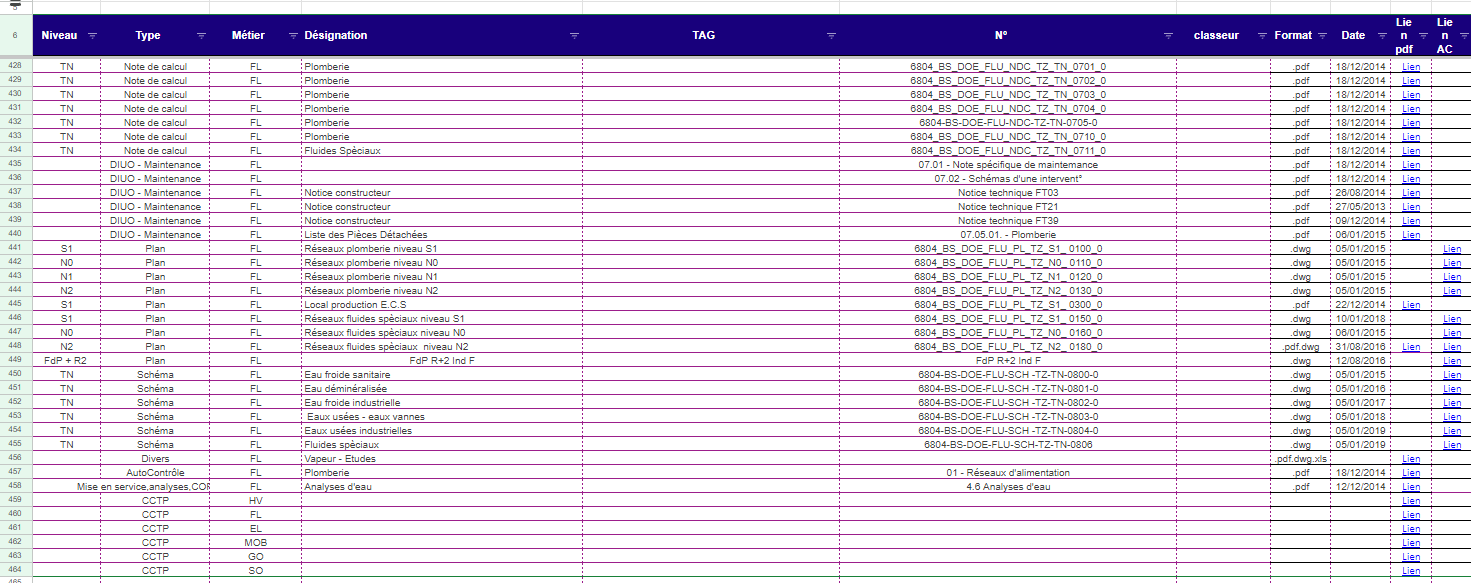 5
6 Niveau Type Métier Désignation TAG N° classeur Format Date Lie n pdf Lie n AC
428 TN Note de calcul FL Plomberie 6804_BS_DOE_FLU_NDC_TZ_TN_0701_0 .pdf 18/12/2014 Lien
429 TN Note de calcul FL Plomberie 6804_BS_DOE_FLU_NDC_TZ_TN_0702_0 .pdf 18/12/2014 Lien
430 TN Note de calcul FL Plomberie 6804_BS_DOE_FLU_NDC_TZ_TN_0703_0 .pdf 18/12/2014 Lien
431 TN Note de calcul FL Plomberie 6804_BS_DOE_FLU_NDC_TZ_TN_0704_0 .pdf 18/12/2014 Lien
432 TN Note de calcul FL Plomberie 6804-BS-DOE-FLU-NDC-TZ-TN-0705-0 .pdf 18/12/2014 Lien
433 TN Note de calcul FL Plomberie 6804_BS_DOE_FLU_NDC_TZ_TN_0710_0 .pdf 18/12/2014 Lien
434 TN Note de calcul FL Fluides Spèciaux 6804_BS_DOE_FLU_NDC_TZ_TN_0711_0 .pdf 18/12/2014 Lien
435 DIUO - Maintenance FL 07.01 - Note spécifique de maintemance .pdf 18/12/2014 Lien
436 DIUO - Maintenance FL 07.02 - Schémas d'une intervent° .pdf 18/12/2014 Lien
437 DIUO - Maintenance FL Notice constructeur Notice technique FT03 .pdf 26/08/2014 Lien
438 DIUO - Maintenance FL Notice constructeur Notice technique FT21 .pdf 27/05/2013 Lien
439 DIUO - Maintenance FL Notice constructeur Notice technique FT39 .pdf 09/12/2014 Lien
440 DIUO - Maintenance FL Liste des Pièces Détachées 07.05.01. - Plomberie .pdf 06/01/2015 Lien
441 S1 Plan FL Réseaux plomberie niveau S1 6804_BS_DOE_FLU_PL_TZ_S1_ 0100_0 .dwg 05/01/2015 Lien
442 N0 Plan FL Réseaux plomberie niveau N0 6804_BS_DOE_FLU_PL_TZ_N0_ 0110_0 .dwg 05/01/2015 Lien
443 N1 Plan FL Réseaux plomberie niveau N1 6804_BS_DOE_FLU_PL_TZ_N1_ 0120_0 .dwg 05/01/2015 Lien
444 N2 Plan FL Réseaux plomberie niveau N2 6804_BS_DOE_FLU_PL_TZ_N2_ 0130_0 .dwg 05/01/2015 Lien
445 S1 Plan FL Local production E.C.S 6804_BS_DOE_FLU_PL_TZ_S1_ 0300_0 .pdf 22/12/2014 Lien
446 S1 Plan FL Réseaux fluides spèciaux niveau S1 6804_BS_DOE_FLU_PL_TZ_S1_ 0150_0 .dwg 10/01/2018 Lien
447 N0 Plan FL Réseaux fluides spèciaux niveau N0 6804_BS_DOE_FLU_PL_TZ_N0_ 0160_0 .dwg 06/01/2015 Lien
448 N2 Plan FL Réseaux fluides spèciaux niveau N2 6804_BS_DOE_FLU_PL_TZ_N2_ 0180_0 .pdf.dwg 31/08/2016 Lien Lien
449 FdP + R2 Plan FL FdP R+2 Ind F FdP R+2 Ind F .dwg 12/08/2016 Lien
450 TN Schéma FL Eau froide sanitaire 6804-BS-DOE-FLU-SCH -TZ-TN-0800-0 .dwg 05/01/2015 Lien
451 TN Schéma FL Eau déminéralisée 6804-BS-DOE-FLU-SCH -TZ-TN-0801-0 .dwg 05/01/2016 Lien
452 TN Schéma FL Eau froide industrielle 6804-BS-DOE-FLU-SCH -TZ-TN-0802-0 .dwg 05/01/2017 Lien
453 TN Schéma FL Eaux usées - eaux vannes 6804-BS-DOE-FLU-SCH -TZ-TN-0803-0 .dwg 05/01/2018 Lien
454 TN Schéma FL Eaux usées industrielles 6804-BS-DOE-FLU-SCH -TZ-TN-0804-0 .dwg 05/01/2019 Lien
455 TN Schéma FL Fluides spèciaux 6804-BS-DOE-FLU-SCH-TZ-TN-0806 .dwg 05/01/2019 Lien
456 Divers FL Vapeur - Etudes .pdf.dwg.xls Lien
457 AutoContrôle FL Plomberie 01 - Réseaux d'alimentation .pdf 18/12/2014 Lien
458 Mise en service,analyses,COF FL Analyses d'eau 4.6 Analyses d'eau .pdf 12/12/2014 Lien
459 CCTP HV Lien
460 CCTP FL Lien
461 CCTP EL Lien
462 CCTP MOB Lien
463 CCTP GO Lien
464 CCTP SO Lien
465